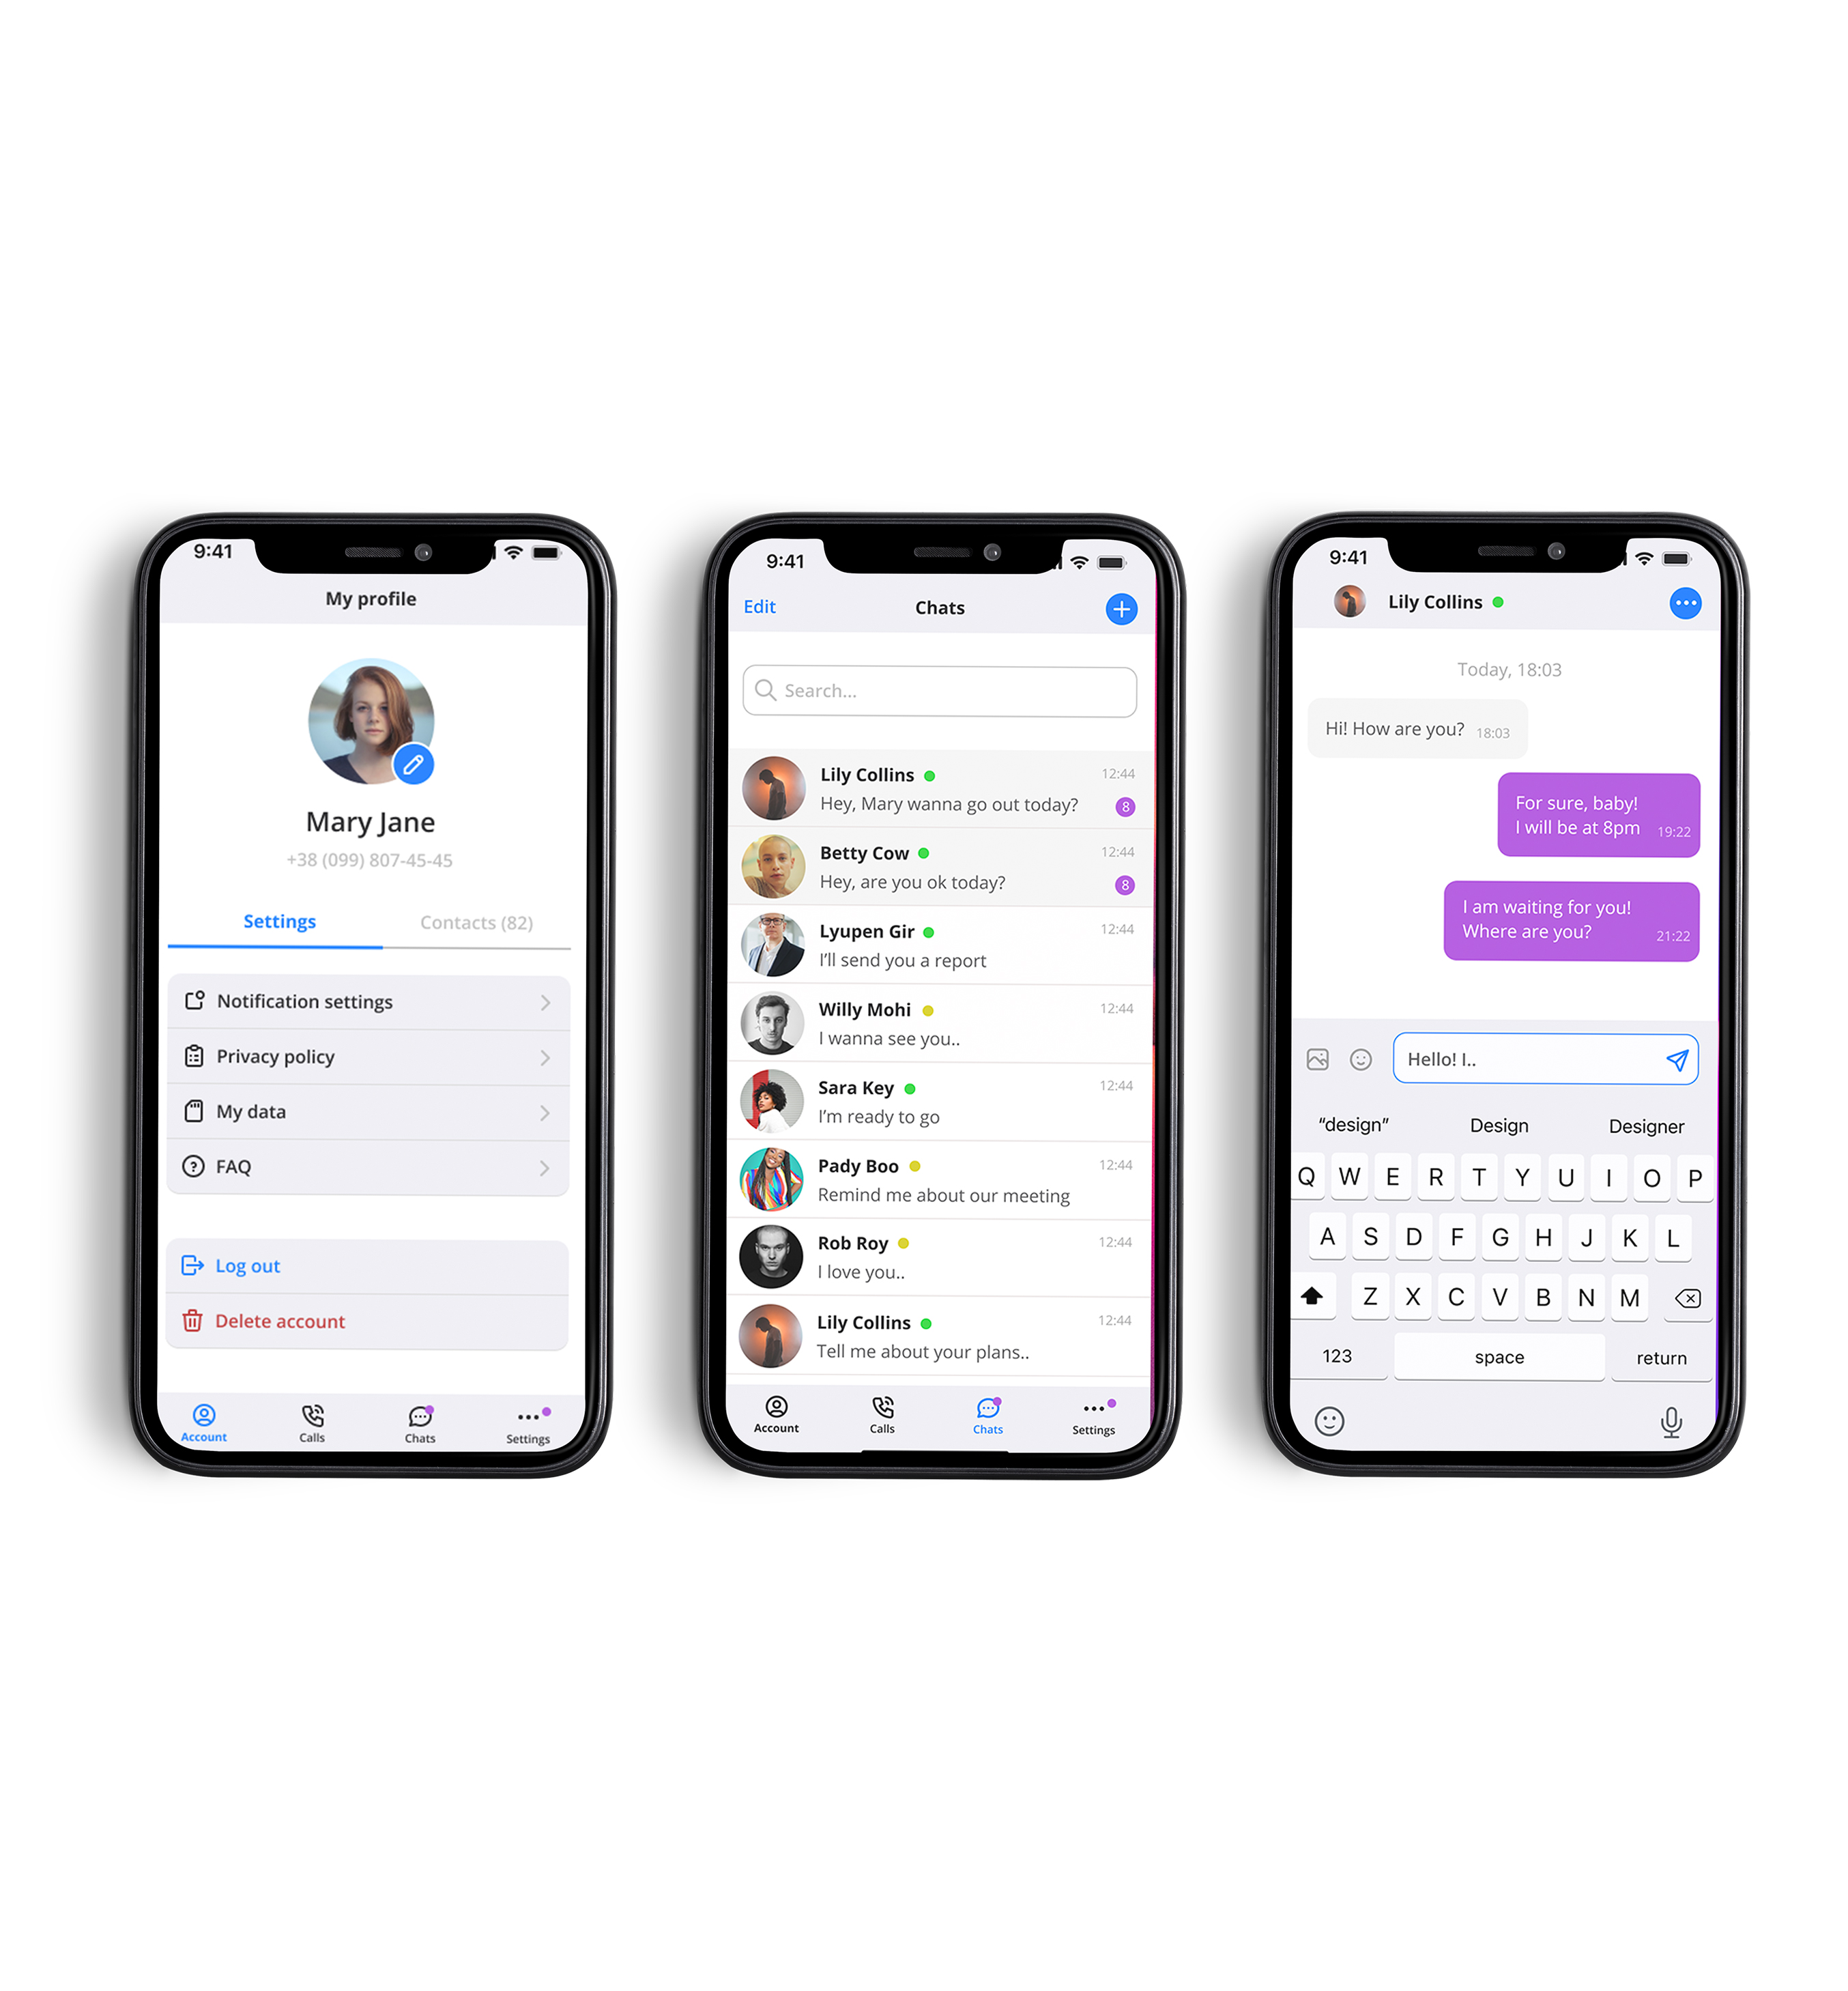 9:41
My profile
Mary Jane
+38 (099) 807-45-45
Settings
Contacts (82)
Notification settings
Privacy policy
My data
FAQ
Log out
Delete account
Account
Calls
Chats
Settings
9:41
Edit
Chats
Search...
Lily Collins
12:44
Hey, Mary wanna go out today?
8
Betty Cow
12:44
Hey, are you ok today?
8
Lyupen Gir
12:44
I'll send you a report
Willy Mohi
12:44
I wanna see you..
Sara Key
12:44
I'm ready to go
Pady Boo
12:44
Remind me about our meeting
Rob Roy
12:44
I love you..
Lily Collins
12:44
Tell me about your plans..
Account
Calls
Chats
Settings
9:41
Lily Collins
Today, 18:03
Hi! How are you? 18:03
For sure, baby!
I will be at 8pm 19:22
I am waiting for you!
Where are you? 21:22
Hello! I..
“design” Design Designer
Q W E R T Y U I O P
A S D F G H J K L
Z X C V B N M
123 space return